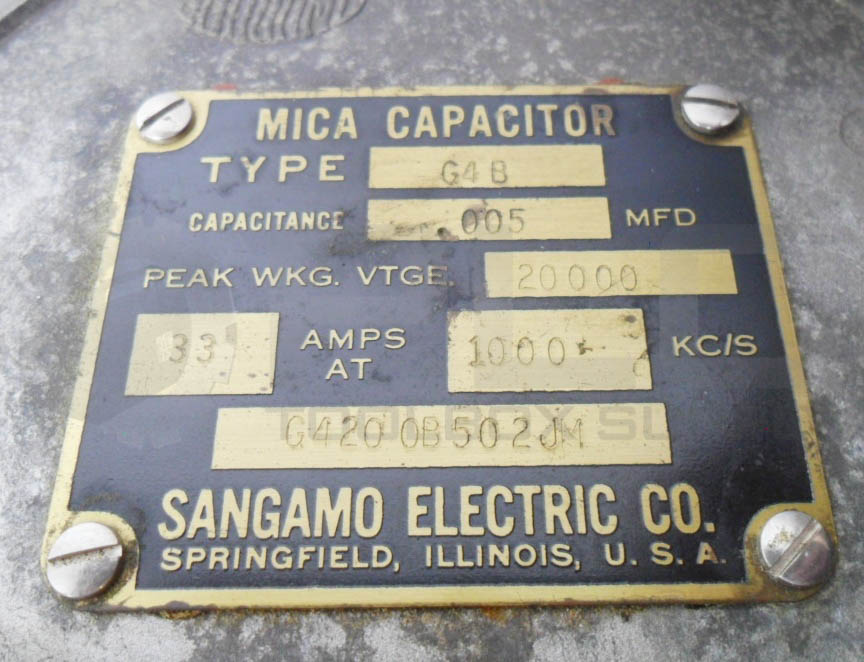 MICA CAPACITOR
TYPE G4B
CAPACITANCE 005 MFD
PEAK WKG. VTGE. 20000
33 AMPS AT 1000 KC/S
G4200B502JM
SANGAMO ELECTRIC CO.
SPRINGFIELD, ILLINOIS, U. S. A.